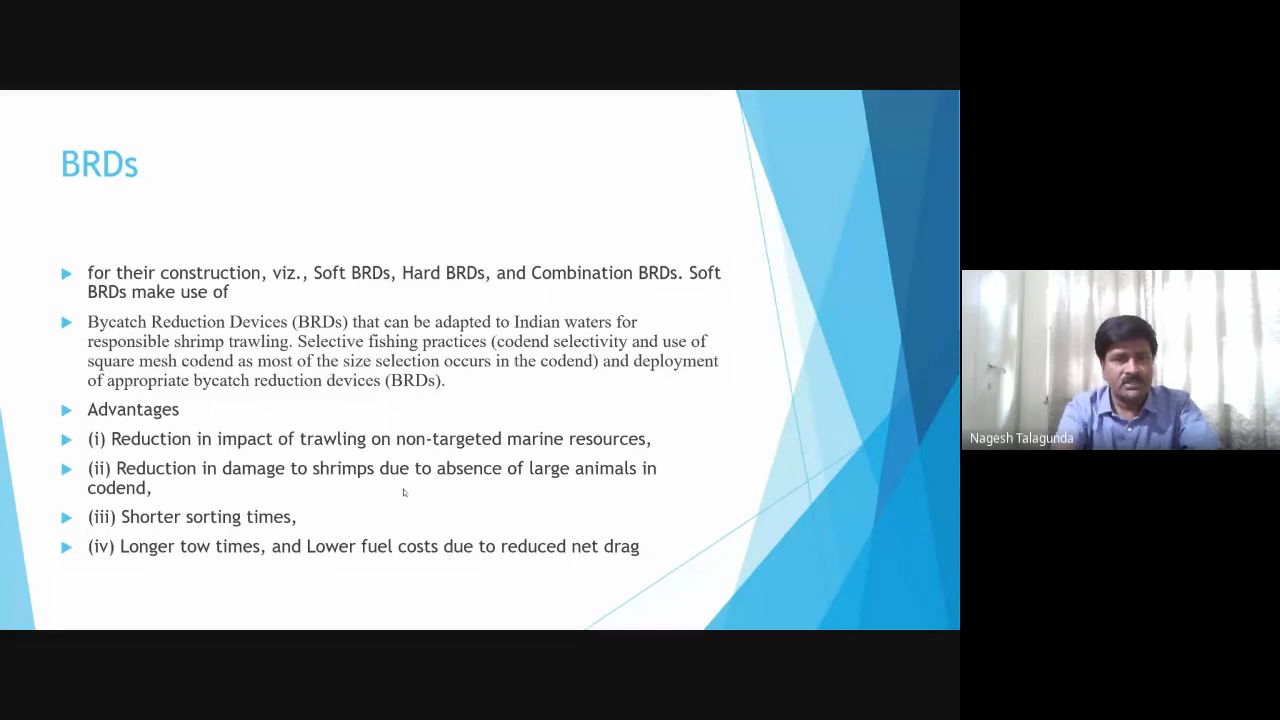 BRDs
for their construction, viz., Soft BRDs, Hard BRDs, and Combination BRDs. Soft
BRDs make use of
Bycatch Reduction Devices (BRDs) that can be adapted to Indian waters for
responsible shrimp trawling. Selective fishing practices (codend selectivity and use of
square mesh codend as most of the size selection occurs in the codend) and deployment
of appropriate bycatch reduction devices (BRDs).
Advantages
(i) Reduction in impact of trawling on non-targeted marine resources,
(ii) Reduction in damage to shrimps due to absence of large animals in
codend,
(iii) Shorter sorting times,
(iv) Longer tow times, and Lower fuel costs due to reduced net drag
Nagesh Talagunda